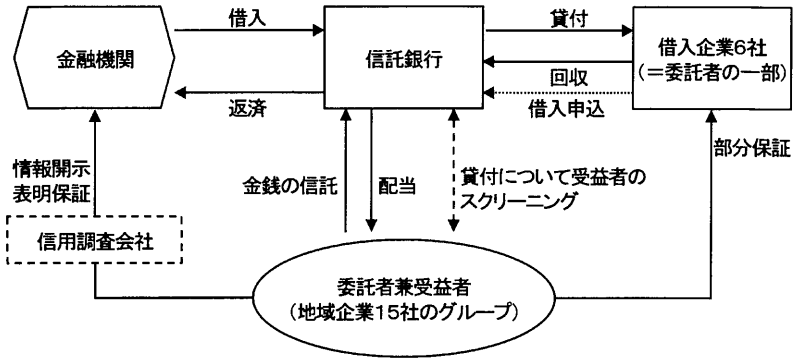 借入
貸付
金融機関
信託銀行
借入企業6社
(=委託者の一部)
回収
返済
借入申込
情報開示
表明保証
金銭の信託
配当
貸付について受益者の
スクリーニング
部分保証
信用調査会社
委託者兼受益者
(地域企業15社のグループ)